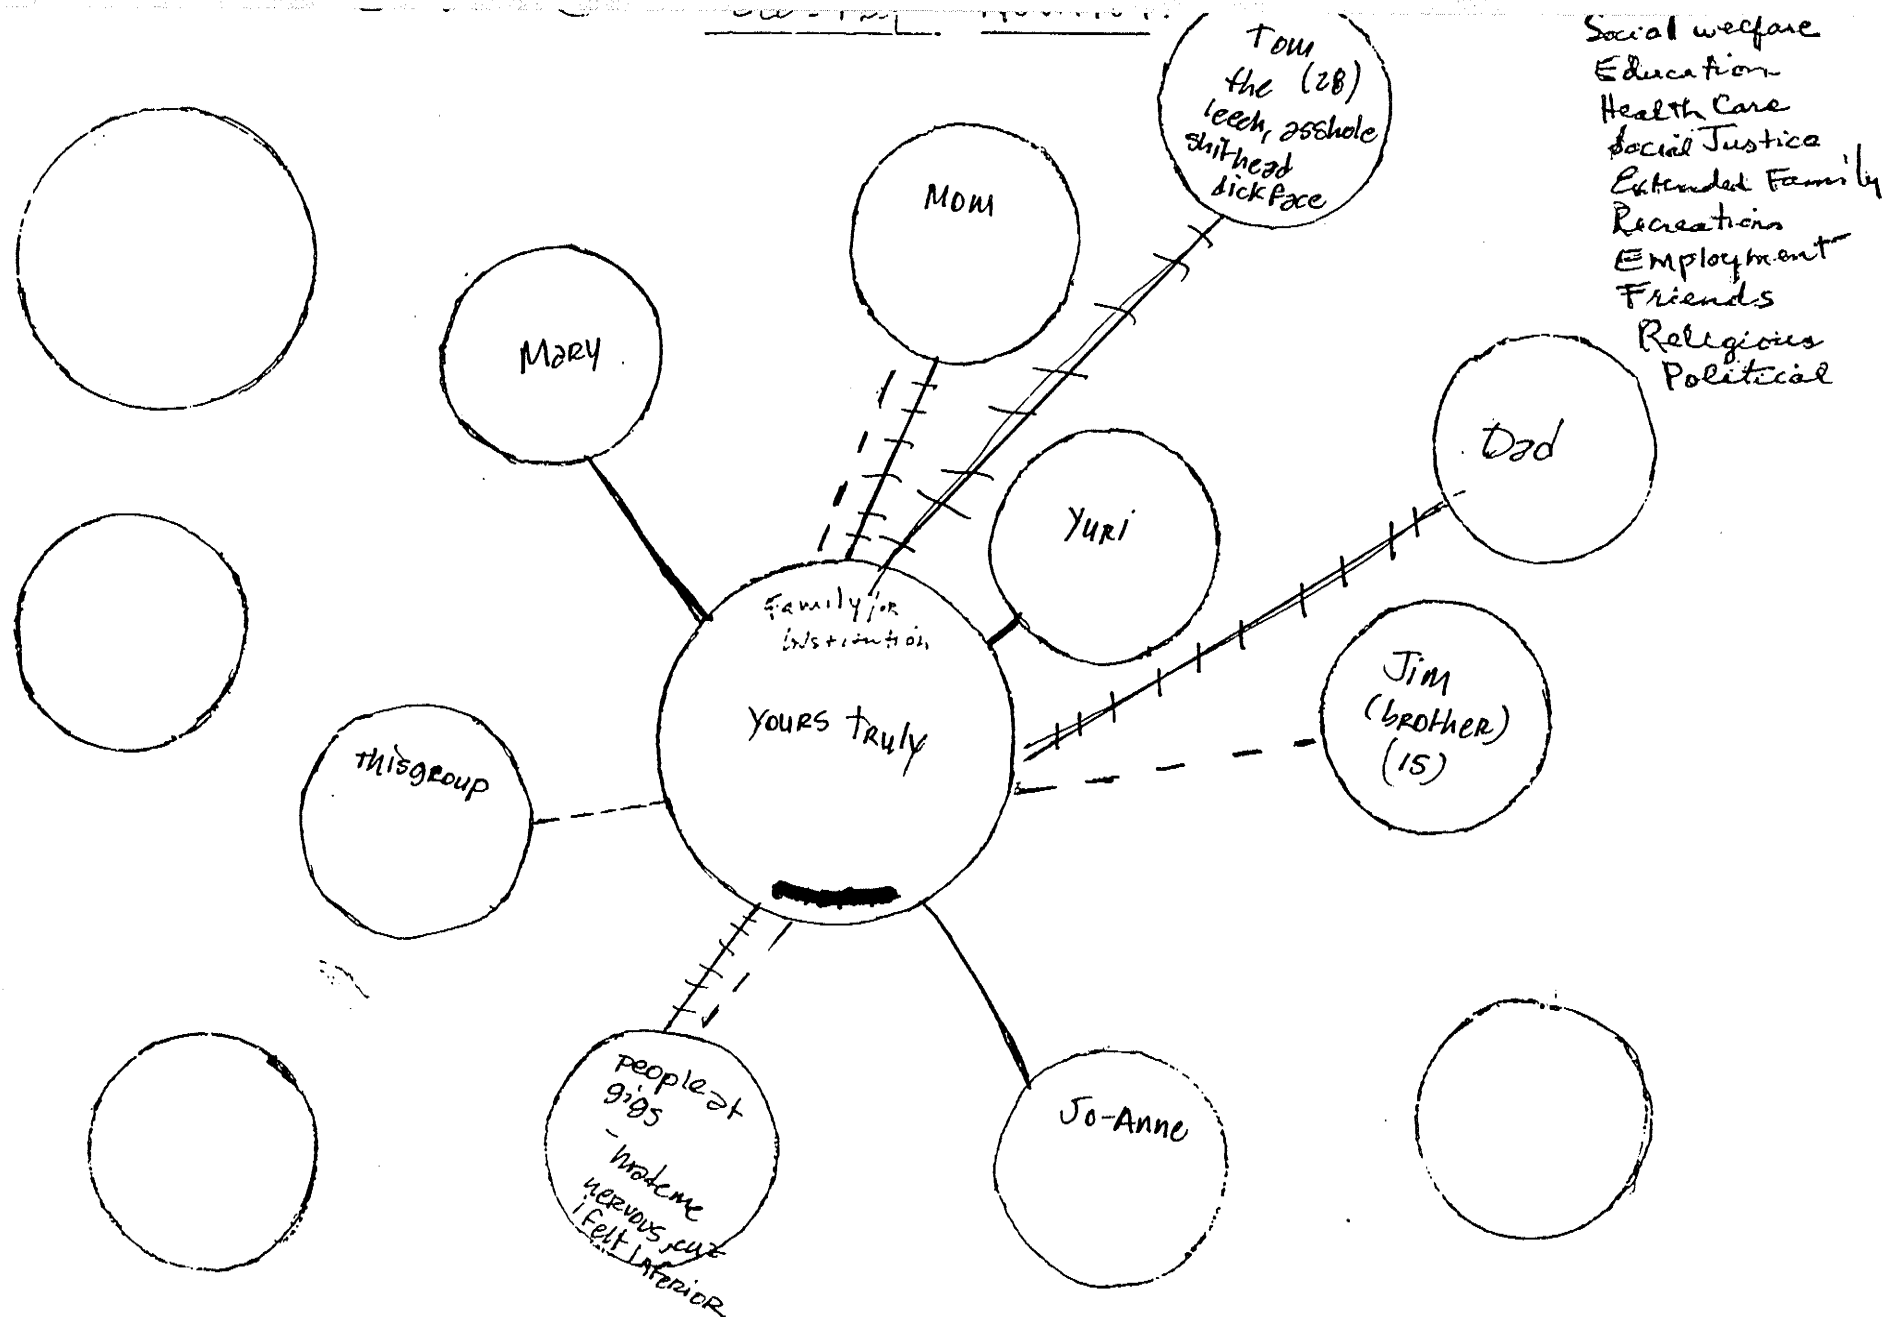 Tom
the (28)
leech, asshole
shithead
dickface
Social welfare
Education
Health Care
Social Justice
Extended Family
Recreations
Employment
Friends
Religious
Political
Mom
Mary
Yuri
Dad
Family or
YOURS TRULY
Jim
(brother)
(15)
thisgroup
people at
gigs
- made me
nervous, cuz
i felt inferior
Jo-Anne